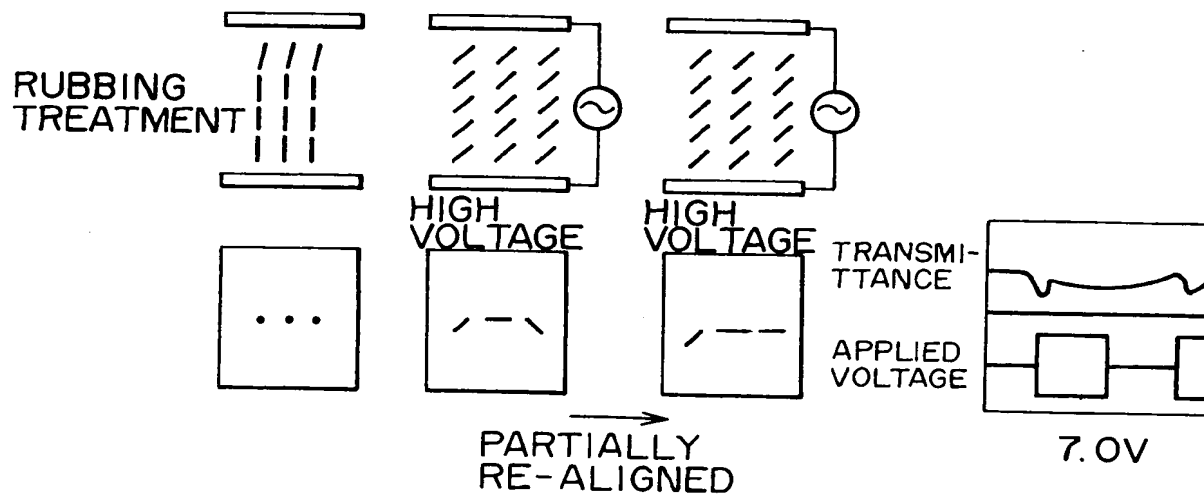 RUBBING
TREATMENT
HIGH
VOLTAGE
HIGH
VOLTAGE
TRANSMI-
TTANCE
APPLIED
VOLTAGE
PARTIALLY
RE-ALIGNED
7.0V